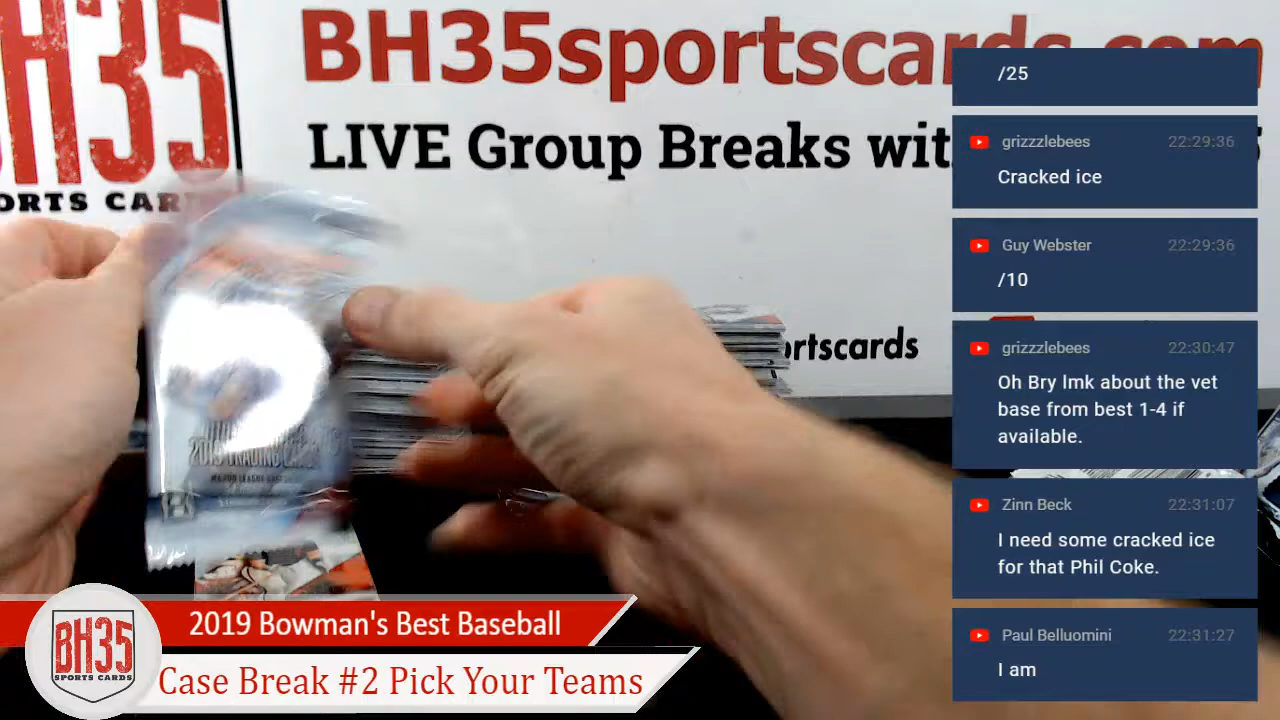 BH35sportscards.com
LIVE Group Breaks wit
H35
ORTS CAR
rtscards
2019
/25
grizzzlebees 22:29:36
Cracked ice
Guy Webster 22:29:36
/10
grizzzlebees 22:30:47
Oh Bry lmk about the vet
base from best 1-4 if
available.
Zinn Beck 22:31:07
I need some cracked ice
for that Phil Coke.
Paul Belluomini 22:31:27
I am
BH35
SPORTS CARDS
2019 Bowman's Best Baseball
Case Break #2 Pick Your Teams